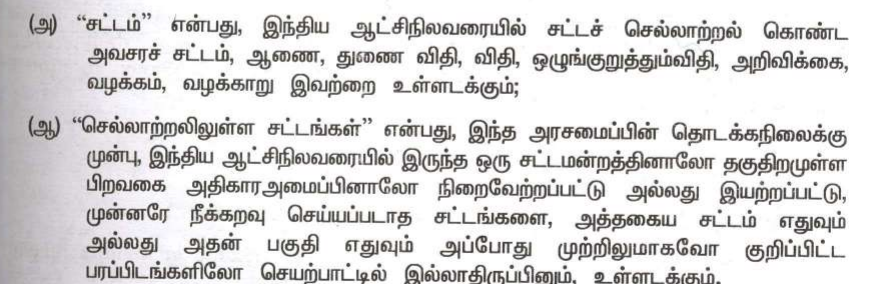 (அ) “சட்டம்” என்பது, இந்திய ஆட்சிநிலவரையில் சட்டச் செல்லாற்றல் கொண்ட
அவசரச் சட்டம், ஆணை, துணை விதி, விதி, ஒழுங்குறுத்தும்விதி, அறிவிக்கை,
வழக்கம், வழக்காறு இவற்றை உள்ளடக்கும்;
(ஆ) “செல்லாற்றலிலுள்ள சட்டங்கள்” என்பது, இந்த அரசமைப்பின் தொடக்கநிலைக்கு
முன்பு, இந்திய ஆட்சிநிலவரையில் இருந்த ஒரு சட்டமன்றத்தினாலோ தகுதிறமுள்ள
பிறவகை அதிகாரஅமைப்பினாலோ நிறைவேற்றப்பட்டு அல்லது இயற்றப்பட்டு,
முன்னரே நீக்கறவு செய்யப்படாத சட்டங்களை, அத்தகைய சட்டம் எதுவும்
அல்லது அதன் பகுதி எதுவும் அப்போது முற்றிலுமாகவோ குறிப்பிட்ட
பரப்பிடங்களிலோ செயற்பாட்டில் இல்லாதிருப்பினும், உள்ளடக்கும்.